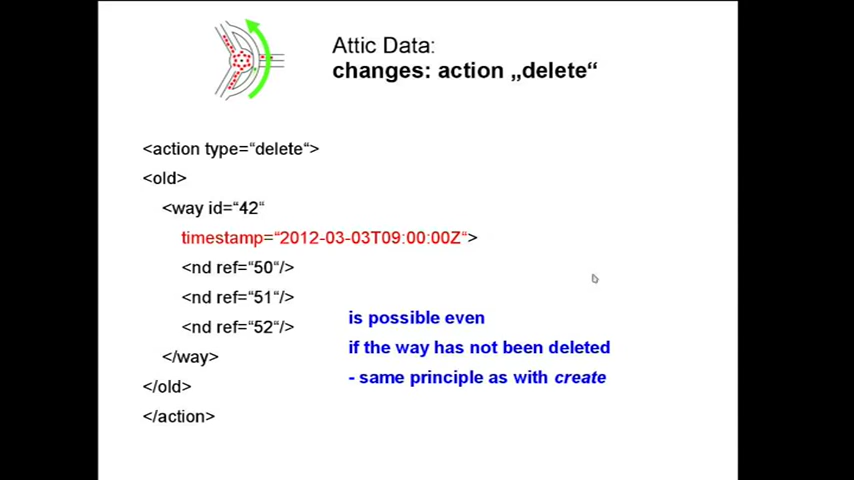 Attic Data:
changes: action „delete“
<action type=“delete“>
<old>
<way id=“42“
timestamp=“2012-03-03T09:00:00Z“>
<nd ref=“50“/>
<nd ref=“51“/>
<nd ref=“52“/>
</way>
</old>
</action>
is possible even
if the way has not been deleted
- same principle as with create